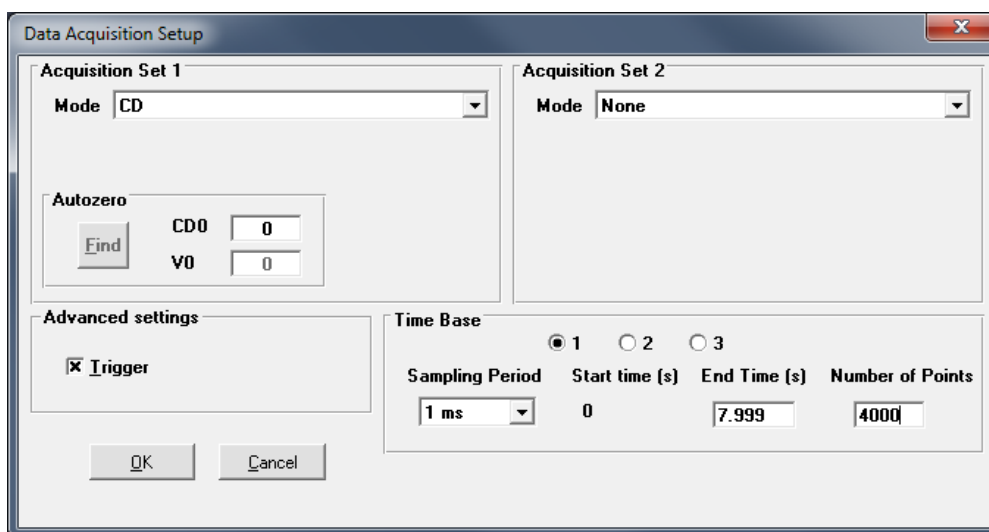 Data Acquisition Setup
x
Acquisition Set 1
Mode CD
Autozero
Find
CD0 0
V0 0
Acquisition Set 2
Mode None
Advanced settings
x Trigger
Time Base
1 2 3
Sampling Period Start time (s) End Time (s) Number of Points
1 ms 0 7.999 4000
OK Cancel